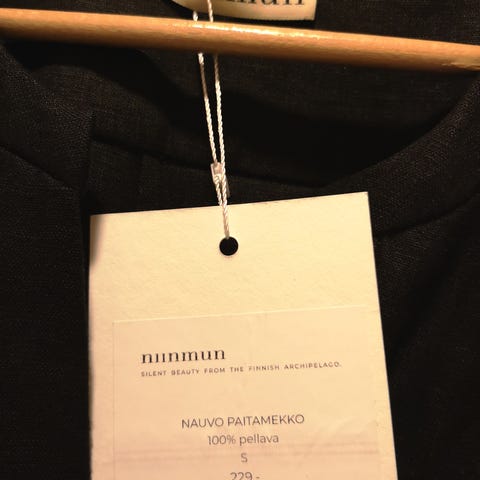 niinmun
SILENT BEAUTY FROM THE FINNISH ARCHIPELAGO.
NAUVO PAITAMEKKO
100% pellava
S
229.-